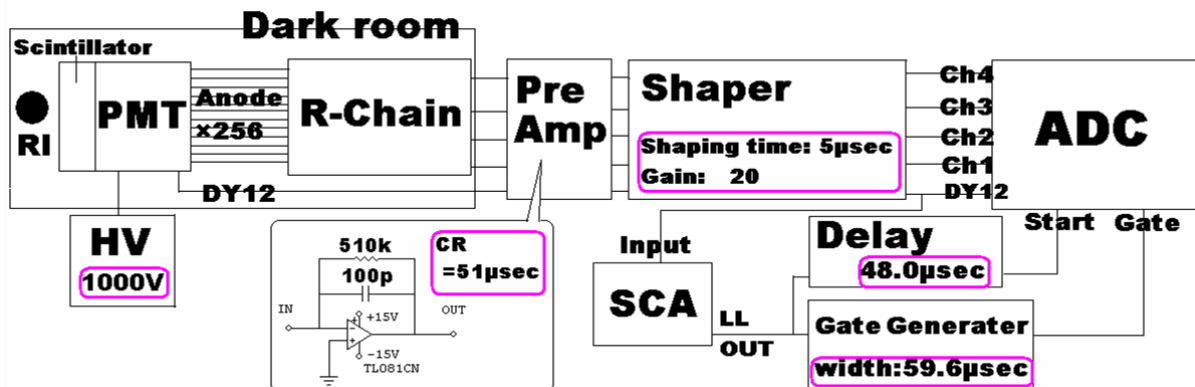 Dark room
Scintillator
RI
PMT
Anode
×256
R-Chain
DY12
Pre
Amp
Shaper
Shaping time: 5μsec
Gain: 20
Ch4
Ch3
Ch2
Ch1
DY12
ADC
Start Gate
HV
1000V
510k
100p
CR
=51μsec
IN
OUT
+15V
-15V
TL081CN
Input
SCA
LL
OUT
Delay
48.0μsec
Gate Generater
width:59.6μsec